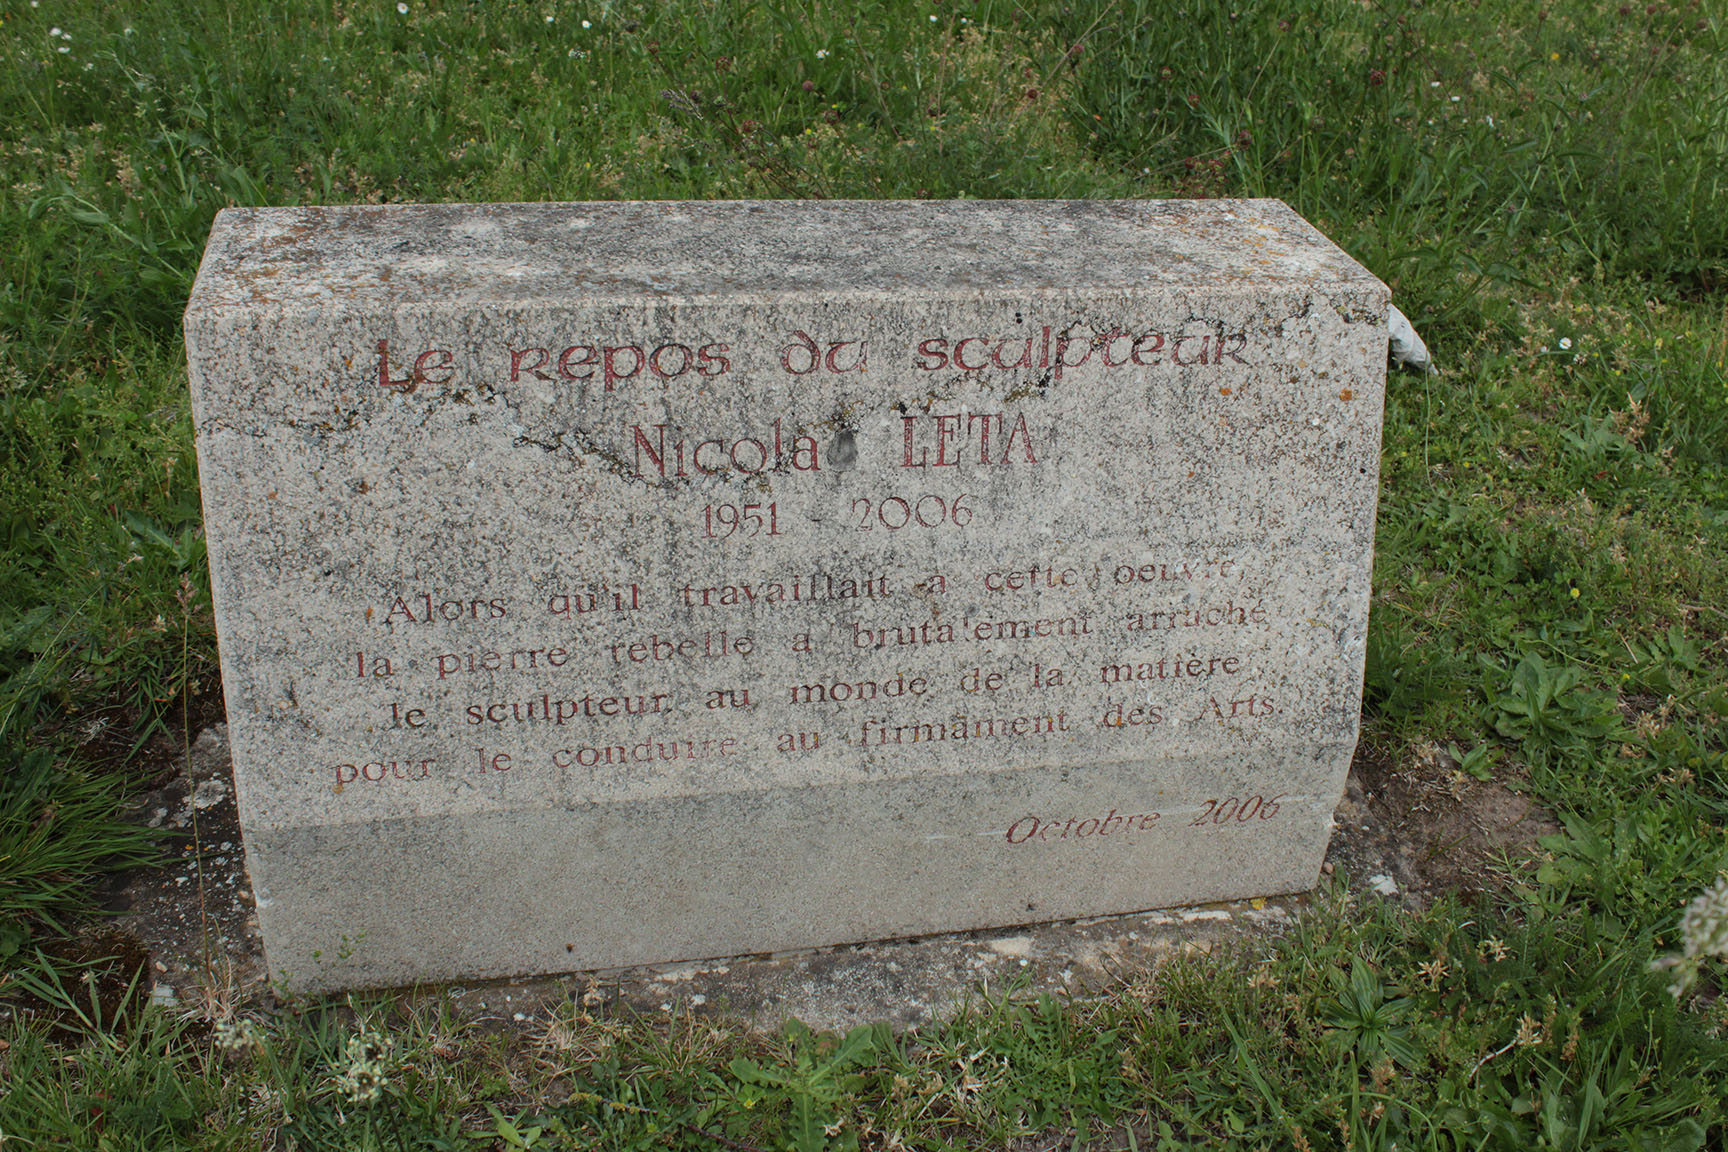 Le repos du sculpteur
Nicola LETA
1951 - 2006
Alors qu'il travaillait a cette oeuvre,
la pierre rebelle a brutalement arraché
le sculpteur au monde de la matière
pour le conduire au firmament des Arts.
Octobre 2006